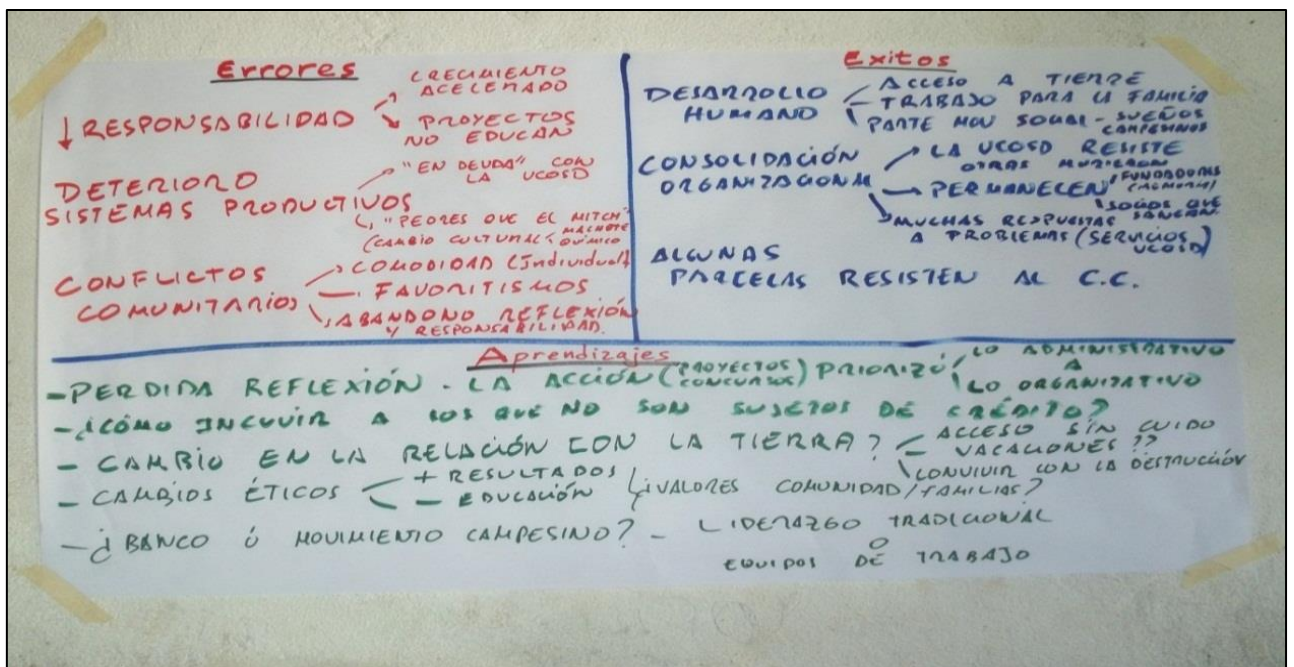 Errores
↓ RESPONSABILIDAD
CRECIMIENTO
ACELERADO
PROYECTOS
NO EDUCAN
DETERIORO
SISTEMAS PRODUCTIVOS
"EN DEUDA" CON
LA UCOSD
"PEORES QUE EL MITCH"
(CAMBIO CULTURAL < MACHETE
QUÍMICO
CONFLICTOS
COMUNITARIOS
COMODIDAD (Individual)
FAVORITISMOS
ABANDONO REFLEXIÓN
Y RESPONSABILIDAD.
Exitos
DESARROLLO
HUMANO
ACCESO A TIERRE
TRABAJO PARA LA FAMILIA
PARTE MOV SOCIAL - SUEÑOS
CAMPESINOS
CONSOLIDACIÓN
ORGANIZACIONAL
LA UCOSD RESISTE
OTRAS MURIERON
PERMANECEN
FUNDADORES
(MEMORIA)
SOCIOS QUE
MUCHAS RESPUESTAS
A PROBLEMAS (SERVICIOS
UCOSD)
ALGUNAS
PARCELAS RESISTEN AL C.C.
Aprendizajes
- PERDIDA REFLEXIÓN - LA ACCIÓN (PROYECTOS
CONCURSOS) PRIORIZÓ LO ADMINISTRATIVO
A
LO ORGANIZATIVO
- ¿CÓMO INCLUIR A LOS QUE NO SON SUJETOS DE CRÉDITO?
- CAMBIO EN LA RELACIÓN CON LA TIERRA?
ACCESO SIN CUIDO
VACACIONES ??
CONVIVIR CON LA DESTRUCCIÓN
- CAMBIOS ÉTICOS
+ RESULTADOS
- EDUCACIÓN
¿VALORES COMUNIDAD/FAMILIAS?
- ¿BANCO Ó MOVIMIENTO CAMPESINO? - LIDERAZGO TRADICIONAL
O
EQUIPOS DE TRABAJO